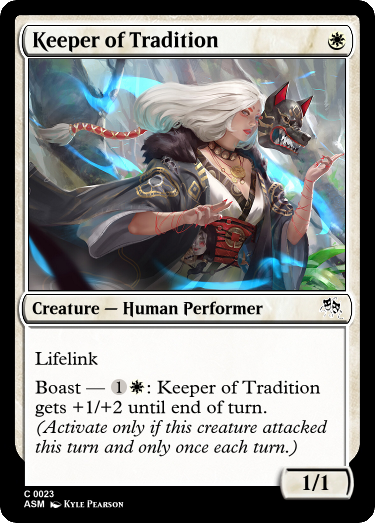 Keeper of Tradition
Creature — Human Performer
Lifelink
Boast — 1: Keeper of Tradition
gets +1/+2 until end of turn.
(Activate only if this creature attacked
this turn and only once each turn.)
1/1
C 0023
ASM Kyle Pearson